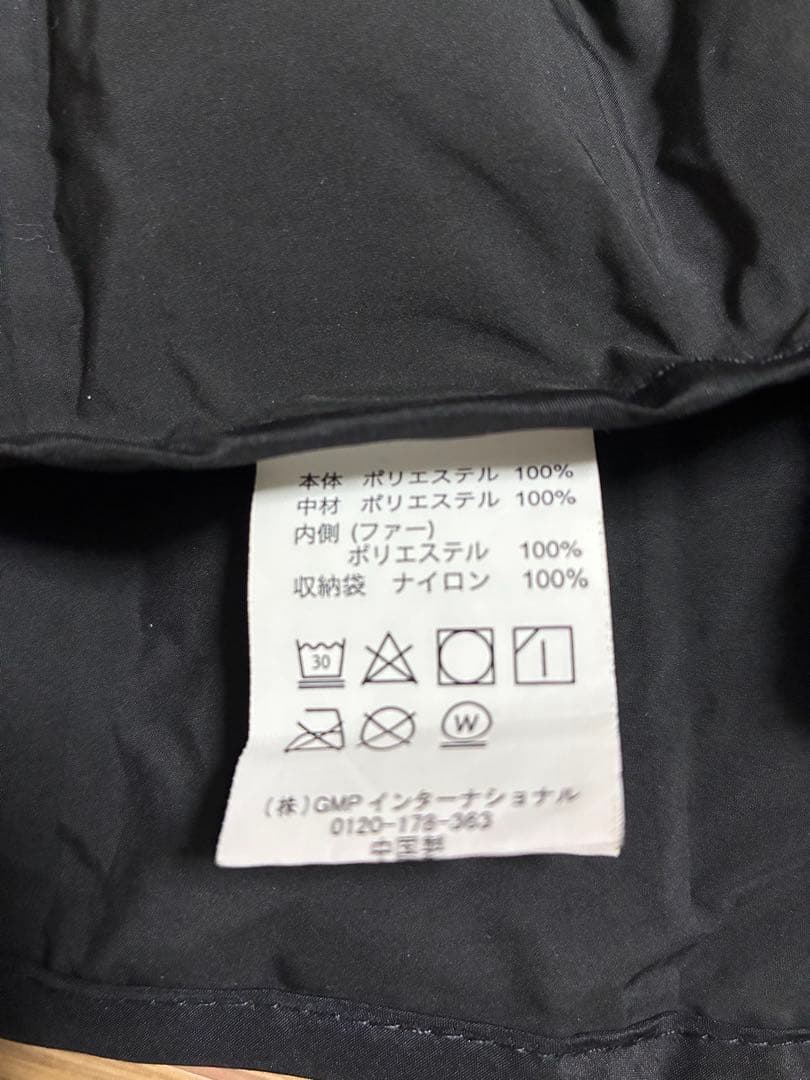 本体 ポリエステル 100%
中材 ポリエステル 100%
内側 (ファー)
ポリエステル 100%
収納袋 ナイロン 100%
30
W
(株)GMPインターナショナル
0120-178-363
中国製